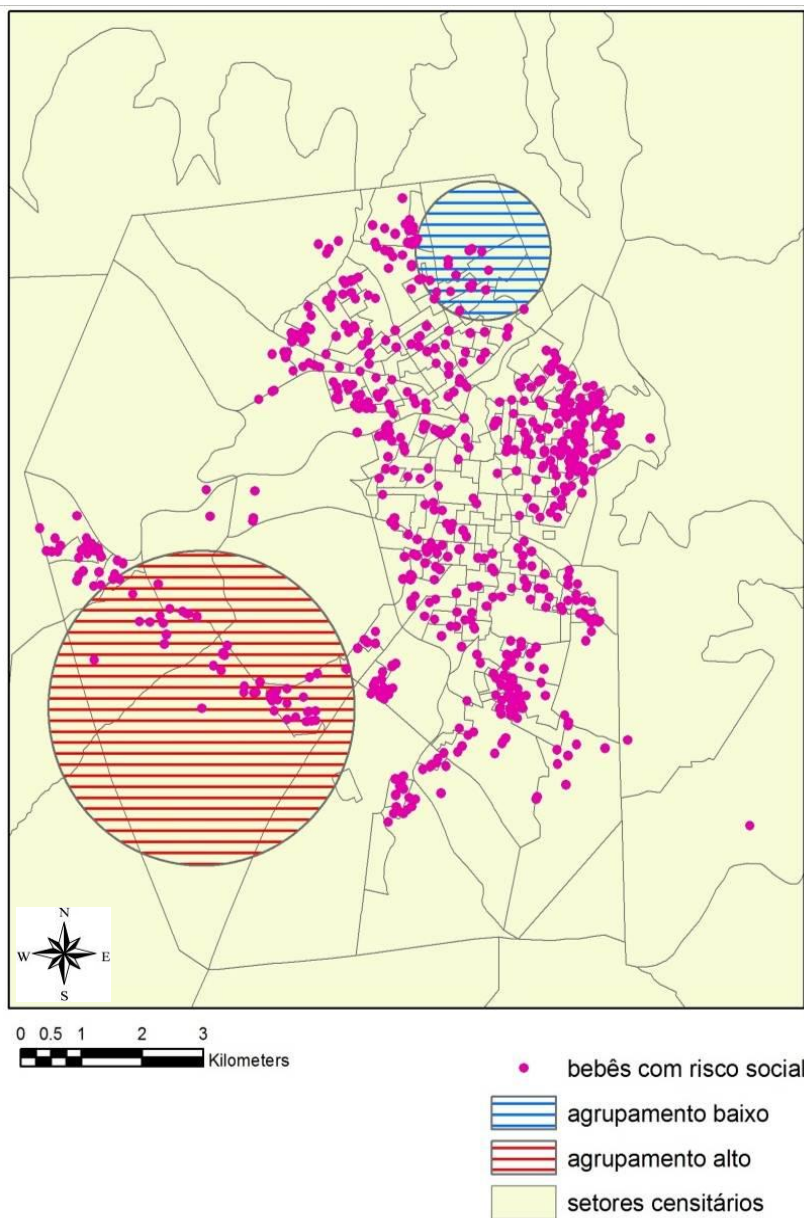 N
W E
S
0 0.5 1 2 3
Kilometers
bebês com risco social
agrupamento baixo
agrupamento alto
setores censitários